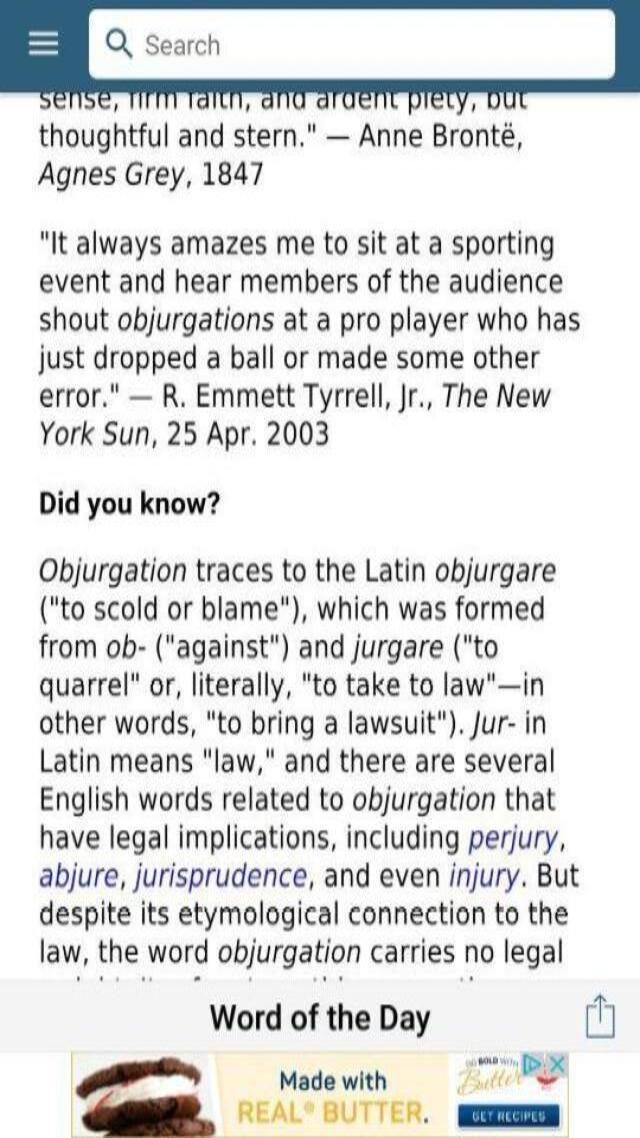 Search
sense, firm faith, and ardent piety, but
thoughtful and stern." — Anne Brontë,
Agnes Grey, 1847
"It always amazes me to sit at a sporting
event and hear members of the audience
shout objurgations at a pro player who has
just dropped a ball or made some other
error." — R. Emmett Tyrrell, Jr., The New
York Sun, 25 Apr. 2003
Did you know?
Objurgation traces to the Latin objurgare
("to scold or blame"), which was formed
from ob- ("against") and jurgare ("to
quarrel" or, literally, "to take to law"—in
other words, "to bring a lawsuit"). Jur- in
Latin means "law," and there are several
English words related to objurgation that
have legal implications, including perjury,
abjure, jurisprudence, and even injury. But
despite its etymological connection to the
law, the word objurgation carries no legal
Word of the Day
Made with
REAL® BUTTER.
GO BOLD WITH
Butter
GET RECIPES